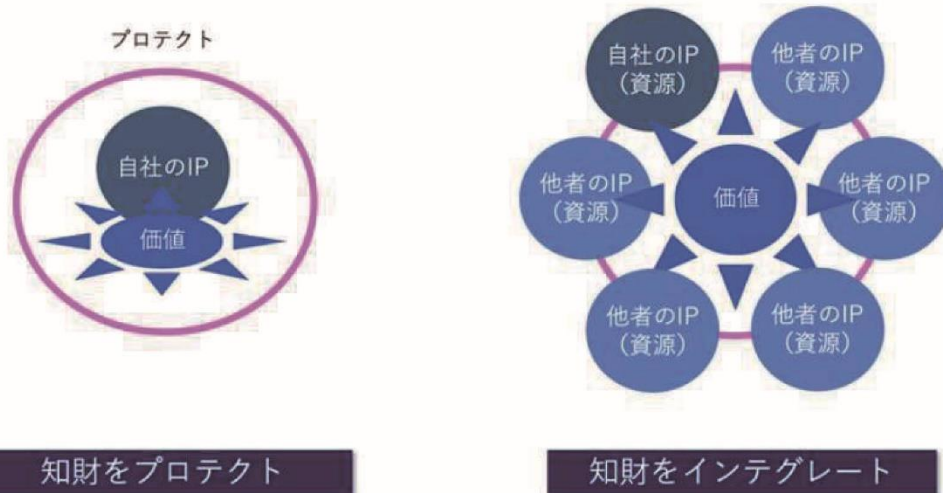 プロテクト
自社のIP
価値
知財をプロテクト
自社のIP
（資源）
他者のIP
（資源）
他者のIP
（資源）
価値
他者のIP
（資源）
他者のIP
（資源）
他者のIP
（資源）
知財をインテグレート